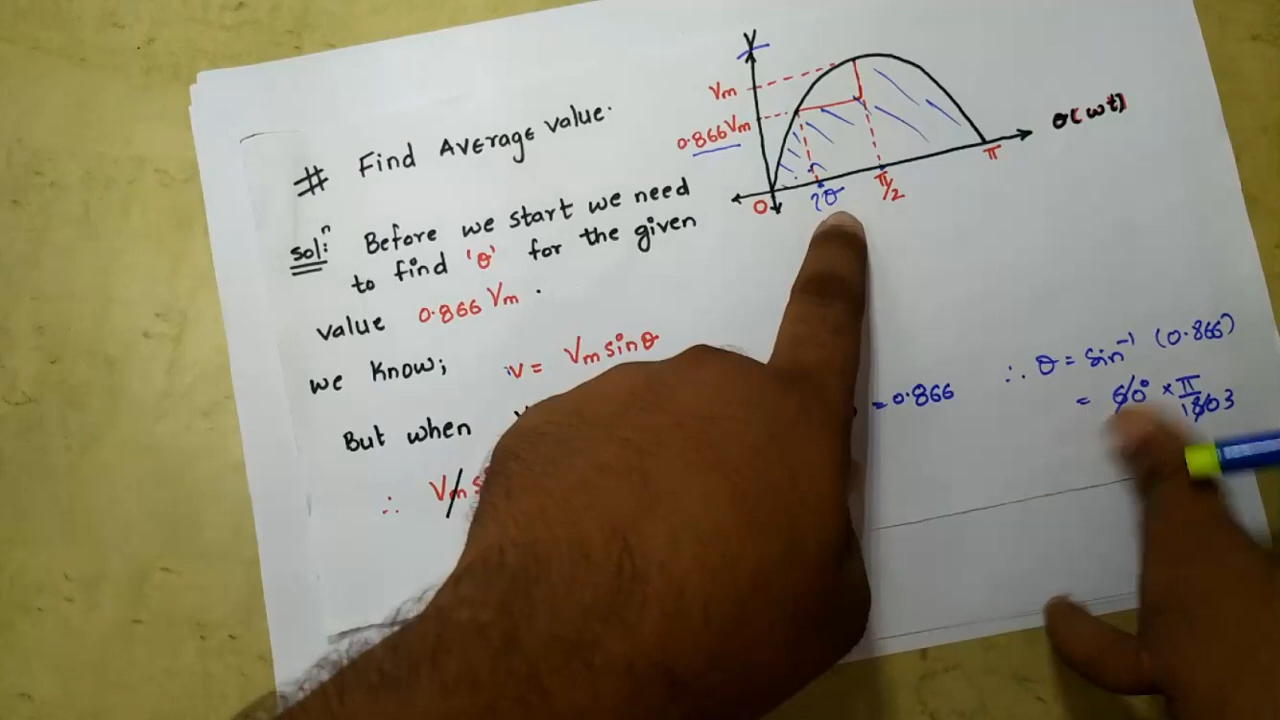 # Find Average value.
V
Vm
0.866Vm
0
?θ
π/2
π
θ(ωt)
solⁿ: Before we start we need
to find 'θ' for the given
value 0.866 Vm .
we know; v = Vm sinθ
But when
= 0.866
∴ Vm
∴ θ = sin⁻¹ (0.866)
= 60° × π/180 3